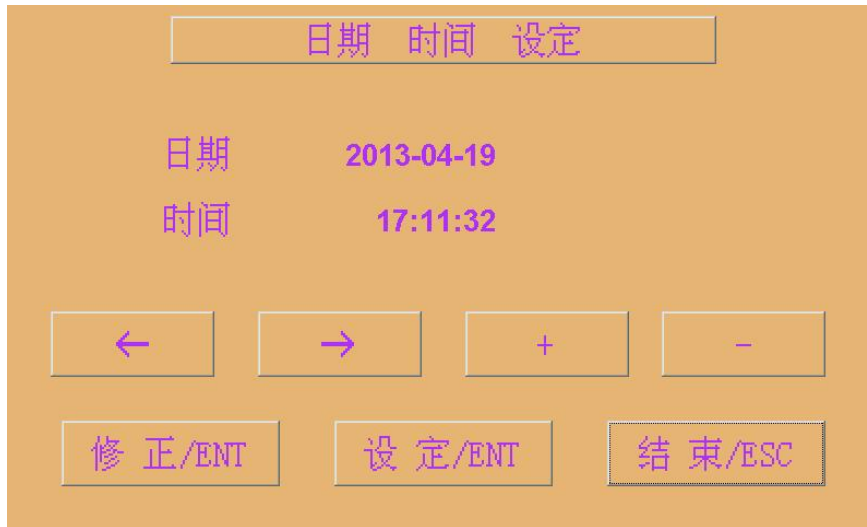 日期 时间 设定
日期 2013-04-19
时间 17:11:32
← → + -
修 正/ENT 设 定/ENT 结 束/ESC